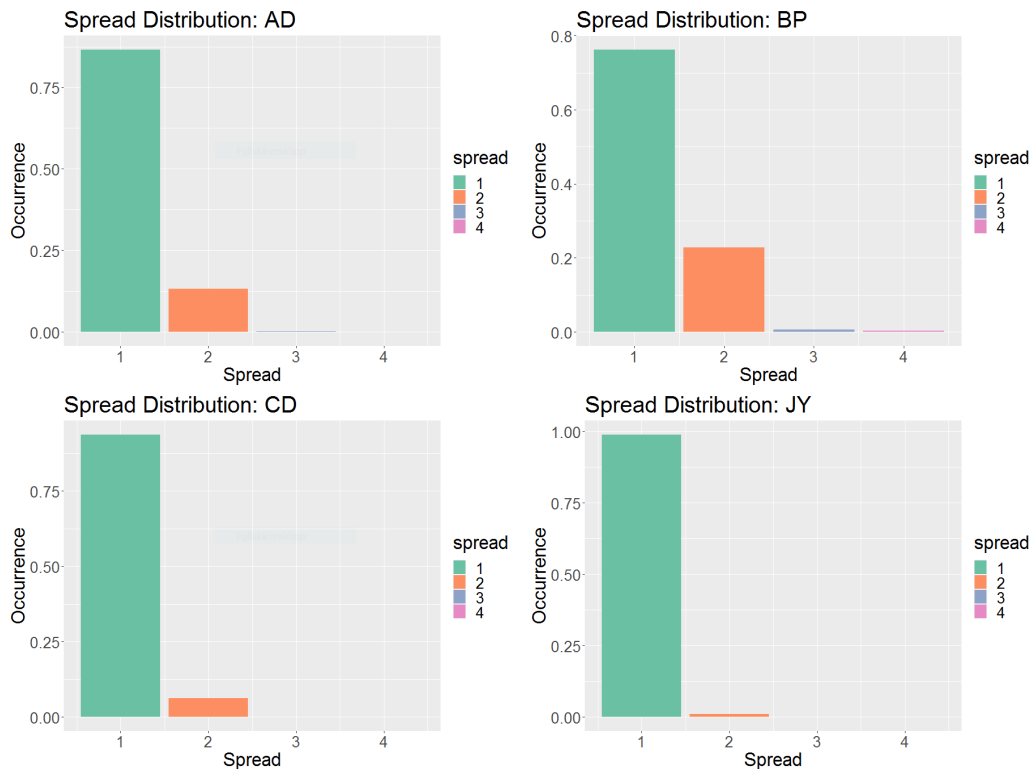 Spread Distribution: AD
0.75
0.50
0.25
0.00
Occurrence
1 2 3 4
Spread
spread
1
2
3
4
Spread Distribution: BP
0.8
0.6
0.4
0.2
0.0
Occurrence
1 2 3 4
Spread
spread
1
2
3
4
Spread Distribution: CD
0.75
0.50
0.25
0.00
Occurrence
1 2 3 4
Spread
spread
1
2
3
4
Spread Distribution: JY
1.00
0.75
0.50
0.25
0.00
Occurrence
1 2 3 4
Spread
spread
1
2
3
4